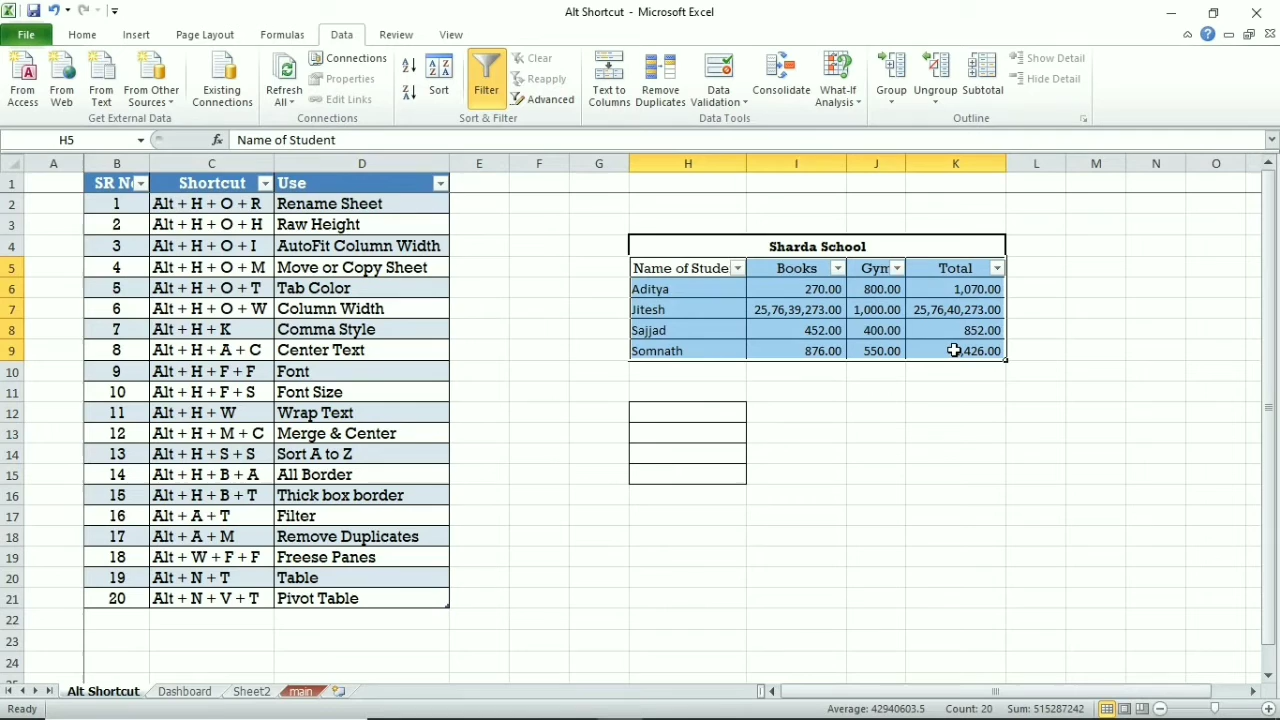 Alt Shortcut - Microsoft Excel
File Home Insert Page Layout Formulas Data Review View
From Access
From Web
From Text
From Other Sources
Existing Connections
Get External Data
Refresh All
Connections
Properties
Edit Links
Connections
Sort
Filter
Clear
Reapply
Advanced
Sort & Filter
Text to Columns
Remove Duplicates
Data Validation
Consolidate
What-If Analysis
Data Tools
Group
Ungroup
Subtotal
Show Detail
Hide Detail
Outline
H5 fx Name of Student
A B C D E F G H I J K L M N O
1 SR N Shortcut Use
2 1 Alt + H + O + R Rename Sheet
3 2 Alt + H + O + H Raw Height
4 3 Alt + H + O + I AutoFit Column Width Sharda School
5 4 Alt + H + O + M Move or Copy Sheet Name of Stude Books Gym Total
6 5 Alt + H + O + T Tab Color Aditya 270.00 800.00 1,070.00
7 6 Alt + H + O + W Column Width Jitesh 25,76,39,273.00 1,000.00 25,76,40,273.00
8 7 Alt + H + K Comma Style Sajjad 452.00 400.00 852.00
9 8 Alt + H + A + C Center Text Somnath 876.00 550.00 ,426.00
10 9 Alt + H + F + F Font
11 10 Alt + H + F + S Font Size
12 11 Alt + H + W Wrap Text
13 12 Alt + H + M + C Merge & Center
14 13 Alt + H + S + S Sort A to Z
15 14 Alt + H + B + A All Border
16 15 Alt + H + B + T Thick box border
17 16 Alt + A + T Filter
18 17 Alt + A + M Remove Duplicates
19 18 Alt + W + F + F Freese Panes
20 19 Alt + N + T Table
21 20 Alt + N + V + T Pivot Table
22
23
24
Alt Shortcut Dashboard Sheet2 main
Ready Average: 42940603.5 Count: 20 Sum: 515287242